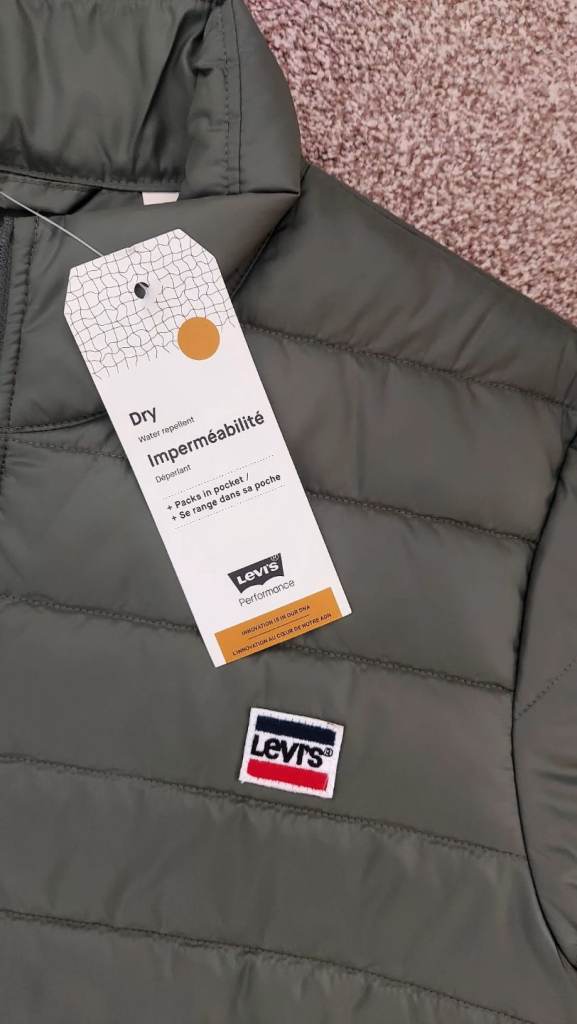 Dry
Water repellent
Imperméabilité
Déperlant
+ Packs in pocket /
+ Se range dans sa poche
Levi's®
Performance
INNOVATION IS IN OUR DNA
L'INNOVATION AU CŒUR DE NOTRE ADN
Levi's®